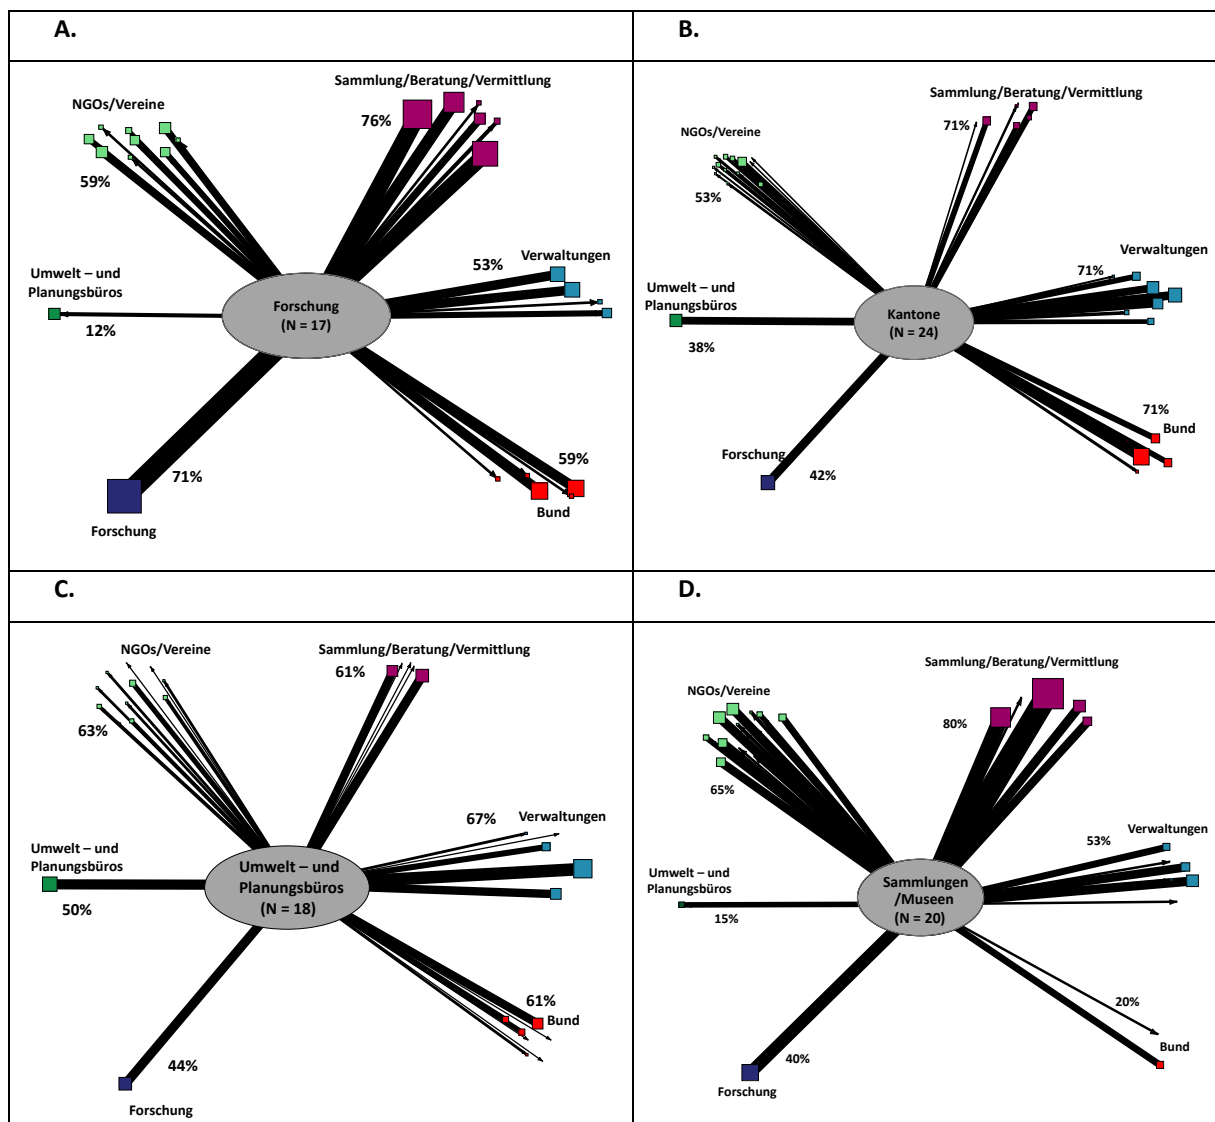 A.
Sammlung/Beratung/Vermittlung
NGOs/Vereine
76%
59%
Verwaltungen
53%
Umwelt – und
Planungsbüros
12%
Forschung
(N = 17)
71%
59%
Bund
Forschung
B.
Sammlung/Beratung/Vermittlung
NGOs/Vereine
71%
53%
Verwaltungen
71%
Umwelt – und
Planungsbüros
38%
Kantone
(N = 24)
71%
Bund
Forschung
42%
C.
NGOs/Vereine
Sammlung/Beratung/Vermittlung
61%
63%
67%
Verwaltungen
Umwelt – und
Planungsbüros
50%
Umwelt – und
Planungsbüros
(N = 18)
61%
Bund
44%
Forschung
D.
Sammlung/Beratung/Vermittlung
NGOs/Vereine
80%
65%
53%
Verwaltungen
Umwelt – und
Planungsbüros
15%
Sammlungen
/Museen
(N = 20)
20%
Bund
40%
Forschung